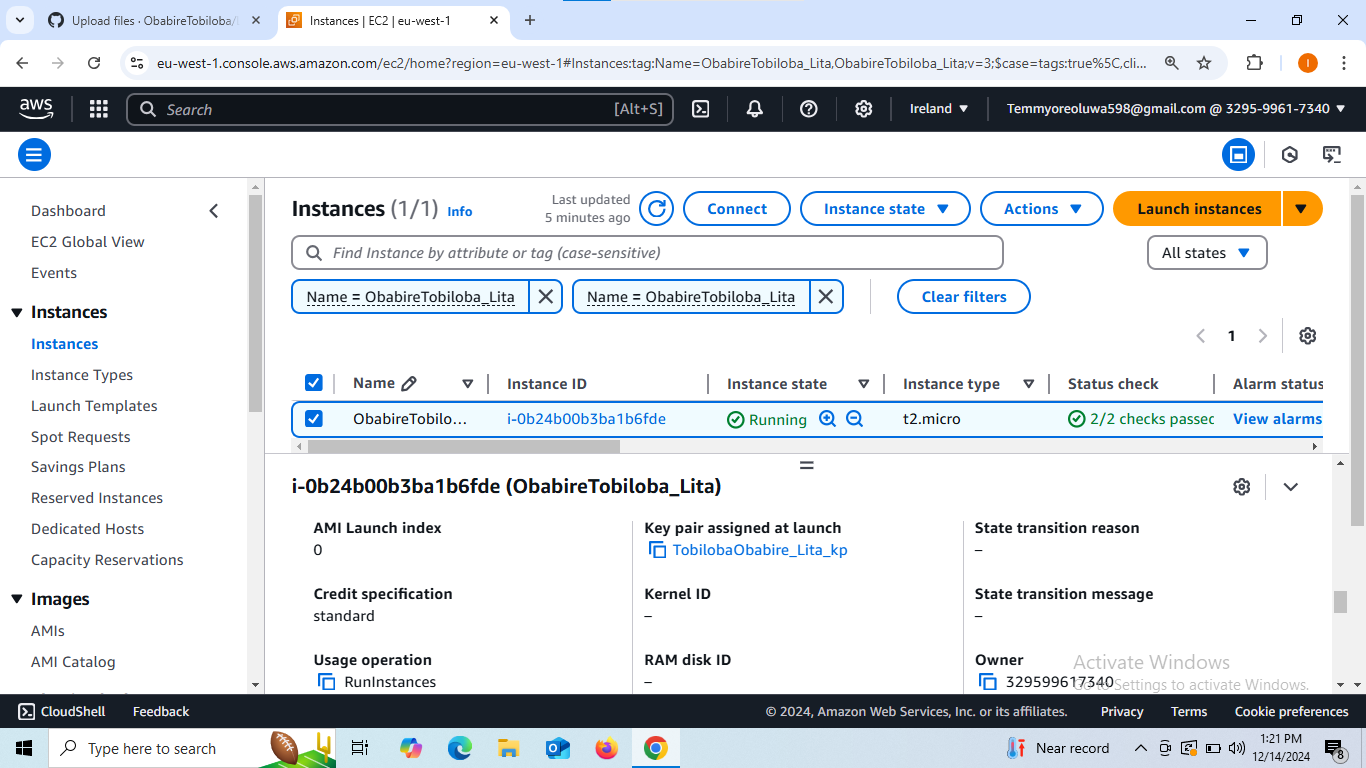 Upload files · ObabireTobiloba/
Instances | EC2 | eu-west-1
eu-west-1.console.aws.amazon.com/ec2/home?region=eu-west-1#Instances:tag:Name=ObabireTobiloba_Lita,ObabireTobiloba_Lita;v=3;$case=tags:true%5C,cli...
I
aws
Search
[Alt+S]
Ireland
Temmyoreoluwa598@gmail.com @ 3295-9961-7340
Dashboard
EC2 Global View
Events
Instances
Instances
Instance Types
Launch Templates
Spot Requests
Savings Plans
Reserved Instances
Dedicated Hosts
Capacity Reservations
Images
AMIs
AMI Catalog
Instances (1/1) Info
Last updated
5 minutes ago
Connect
Instance state
Actions
Launch instances
Find Instance by attribute or tag (case-sensitive)
All states
Name = ObabireTobiloba_Lita
Name = ObabireTobiloba_Lita
Clear filters
1
Name
Instance ID
Instance state
Instance type
Status check
Alarm status
ObabireTobilo...
i-0b24b00b3ba1b6fde
Running
t2.micro
2/2 checks passed
View alarms
i-0b24b00b3ba1b6fde (ObabireTobiloba_Lita)
AMI Launch index
0
Key pair assigned at launch
TobilobaObabire_Lita_kp
State transition reason
–
Credit specification
standard
Kernel ID
–
State transition message
–
Usage operation
RunInstances
RAM disk ID
–
Owner
329599617340
Activate Windows
Go to Settings to activate Windows.
CloudShell
Feedback
© 2024, Amazon Web Services, Inc. or its affiliates.
Privacy
Terms
Cookie preferences
Type here to search
Near record
1:21 PM
12/14/2024
8